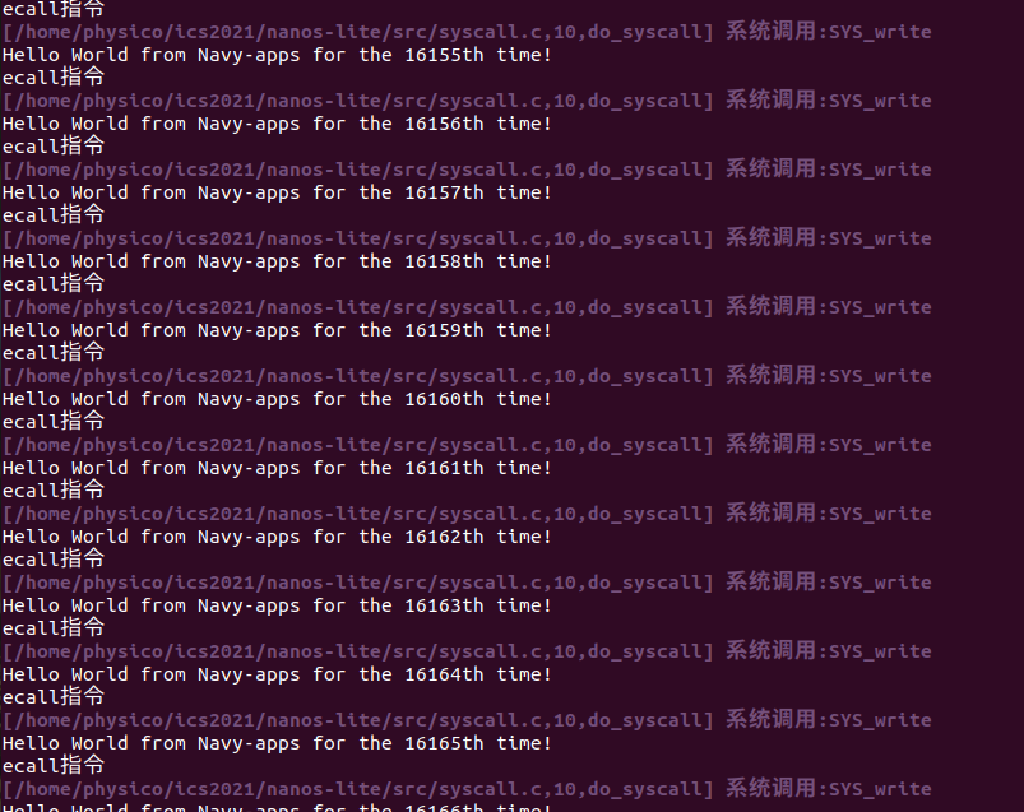 ecall指令
[/home/physico/ics2021/nanos-lite/src/syscall.c,10,do_syscall] 系统调用:SYS_write
Hello World from Navy-apps for the 16155th time!
ecall指令
[/home/physico/ics2021/nanos-lite/src/syscall.c,10,do_syscall] 系统调用:SYS_write
Hello World from Navy-apps for the 16156th time!
ecall指令
[/home/physico/ics2021/nanos-lite/src/syscall.c,10,do_syscall] 系统调用:SYS_write
Hello World from Navy-apps for the 16157th time!
ecall指令
[/home/physico/ics2021/nanos-lite/src/syscall.c,10,do_syscall] 系统调用:SYS_write
Hello World from Navy-apps for the 16158th time!
ecall指令
[/home/physico/ics2021/nanos-lite/src/syscall.c,10,do_syscall] 系统调用:SYS_write
Hello World from Navy-apps for the 16159th time!
ecall指令
[/home/physico/ics2021/nanos-lite/src/syscall.c,10,do_syscall] 系统调用:SYS_write
Hello World from Navy-apps for the 16160th time!
ecall指令
[/home/physico/ics2021/nanos-lite/src/syscall.c,10,do_syscall] 系统调用:SYS_write
Hello World from Navy-apps for the 16161th time!
ecall指令
[/home/physico/ics2021/nanos-lite/src/syscall.c,10,do_syscall] 系统调用:SYS_write
Hello World from Navy-apps for the 16162th time!
ecall指令
[/home/physico/ics2021/nanos-lite/src/syscall.c,10,do_syscall] 系统调用:SYS_write
Hello World from Navy-apps for the 16163th time!
ecall指令
[/home/physico/ics2021/nanos-lite/src/syscall.c,10,do_syscall] 系统调用:SYS_write
Hello World from Navy-apps for the 16164th time!
ecall指令
[/home/physico/ics2021/nanos-lite/src/syscall.c,10,do_syscall] 系统调用:SYS_write
Hello World from Navy-apps for the 16165th time!
ecall指令
[/home/physico/ics2021/nanos-lite/src/syscall.c,10,do_syscall] 系统调用:SYS_write
Hello World from Navy-apps for the 16166th time!